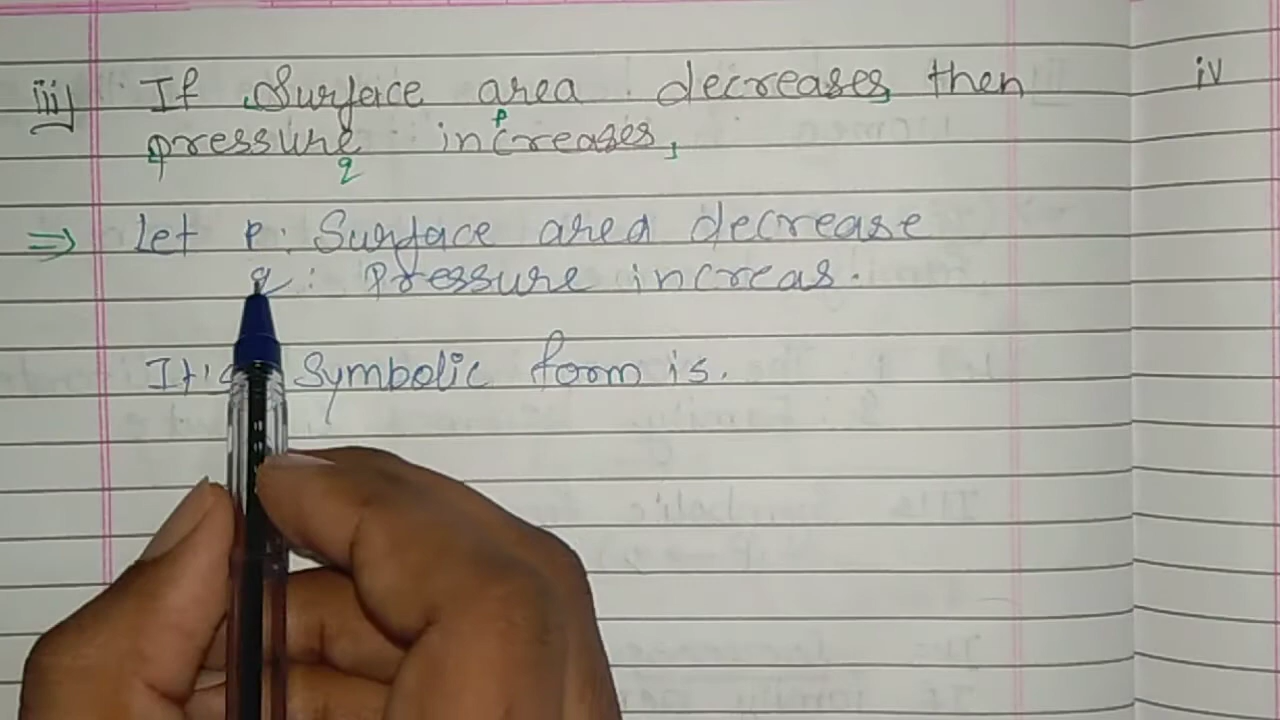 iii) If Surface area decreases then
p
pressure increases,
q
⇒ Let p: Surface area decrease
q: Pressure increas.
It's Symbolic form is.
iv